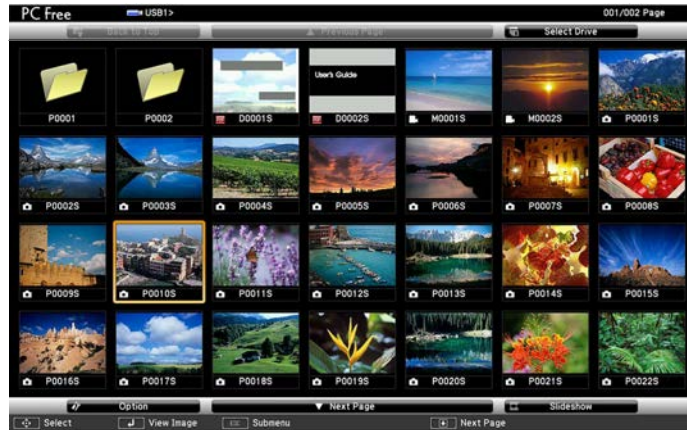 PC Free USB1> 001/002 Page
Back to Top Previous Page Select Drive
User's Guide
P0001 P0002 D0001S D0002S M0001S M0002S P0001S
P0002S P0003S P0004S P0005S P0006S P0007S P0008S
P0009S P0010S P0011S P0012S P0013S P0014S P0015S
P0016S P0017S P0018S P0019S P0020S P0021S P0022S
Option Next Page Slideshow
Select View Image Esc Submenu Next Page